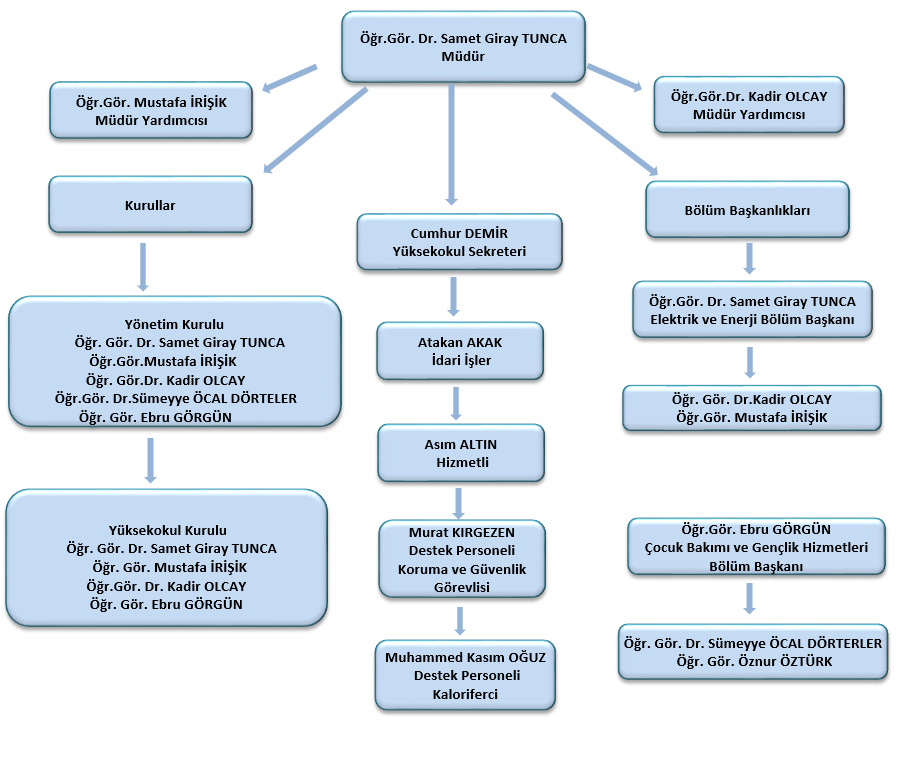 Öğr.Gör. Dr. Samet Giray TUNCA
Müdür
Öğr.Gör. Mustafa İRİŞİK
Müdür Yardımcısı
Öğr.Gör.Dr. Kadir OLCAY
Müdür Yardımcısı
Kurullar
Yönetim Kurulu
Öğr. Gör. Dr. Samet Giray TUNCA
Öğr.Gör.Mustafa İRİŞİK
Öğr. Gör.Dr. Kadir OLCAY
Öğr.Gör. Dr.Sümeyye ÖCAL DÖRTELER
Öğr. Gör. Ebru GÖRGÜN
Yüksekokul Kurulu
Öğr. Gör. Dr. Samet Giray TUNCA
Öğr. Gör. Mustafa İRİŞİK
Öğr.Gör. Dr. Kadir OLCAY
Öğr. Gör. Ebru GÖRGÜN
Cumhur DEMİR
Yüksekokul Sekreteri
Atakan AKAK
İdari İşler
Asım ALTIN
Hizmetli
Murat KIRGEZEN
Destek Personeli
Koruma ve Güvenlik
Görevlisi
Muhammed Kasım OĞUZ
Destek Personeli
Kaloriferci
Bölüm Başkanlıkları
Öğr.Gör. Dr. Samet Giray TUNCA
Elektrik ve Enerji Bölüm Başkanı
Öğr. Gör. Dr.Kadir OLCAY
Öğr.Gör. Mustafa İRİŞİK
Öğr.Gör. Ebru GÖRGÜN
Çocuk Bakımı ve Gençlik Hizmetleri
Bölüm Başkanı
Öğr. Gör. Dr. Sümeyye ÖCAL DÖRTERLER
Öğr. Gör. Öznur ÖZTÜRK